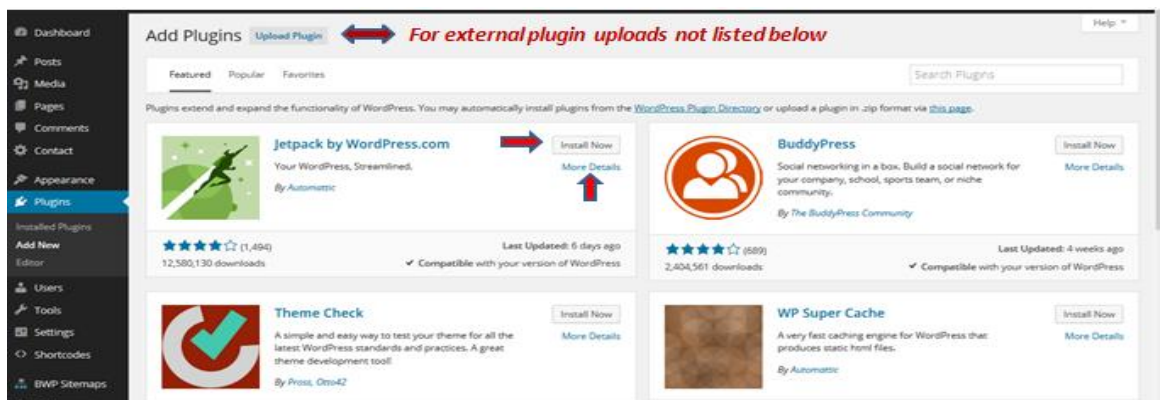 Dashboard
Posts
Media
Pages
Comments
Contact
Appearance
Plugins
Installed Plugins
Add New
Editor
Users
Tools
Settings
Shortcodes
BWP Sitemaps
Help
Add Plugins Upload Plugin For external plugin uploads not listed below
Featured Popular Favorites Search Plugins
Plugins extend and expand the functionality of WordPress. You may automatically install plugins from the WordPress Plugin Directory or upload a plugin in .zip format via this page.
Jetpack by WordPress.com Install Now
Your WordPress, Streamlined. More Details
By Automattic
(1,494) Last Updated: 6 days ago
12,580,130 downloads ✔ Compatible with your version of WordPress
BuddyPress Install Now
Social networking in a box. Build a social network for More Details
your company, school, sports team, or niche
community.
By The BuddyPress Community
(689) Last Updated: 4 weeks ago
2,404,561 downloads ✔ Compatible with your version of WordPress
Theme Check Install Now
A simple and easy way to test your theme for all the More Details
latest WordPress standards and practices. A great
theme development tool!
By Pross, Otto42
WP Super Cache Install Now
A very fast caching engine for WordPress that More Details
produces static html files.
By Automattic